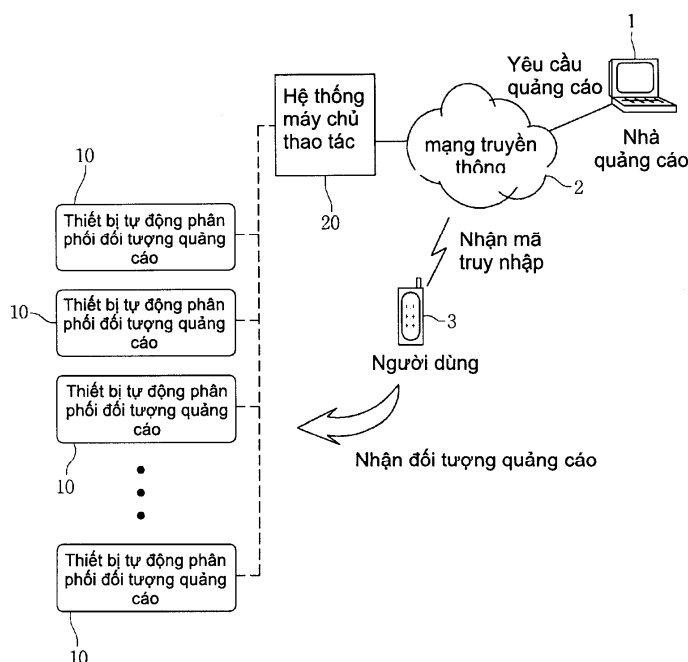 1
Yêu cầu
quảng cáo
Nhà
quảng cáo
Hệ thống
máy chủ
thao tác
20
mạng truyền
thông
2
Nhận mã
truy nhập
3
Người dùng
Nhận đối tượng quảng cáo
10
Thiết bị tự động phân
phối đối tượng quảng
cáo
10
Thiết bị tự động phân
phối đối tượng quảng
cáo
Thiết bị tự động phân
phối đối tượng quảng
cáo
10
Thiết bị tự động phân
phối đối tượng quảng
cáo
10